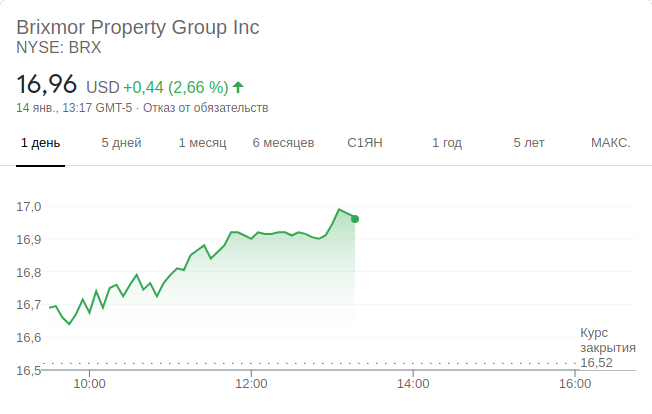 Brixmor Property Group Inc
NYSE: BRX
16,96 USD +0,44 (2,66 %)
14 янв., 13:17 GMT-5 · Отказ от обязательств
1 день 5 дней 1 месяц 6 месяцев С1ЯН 1 год 5 лет МАКС.
17,0
16,9
16,8
16,7
16,6
16,5
Курс
закрытия
16,52
10:00 12:00 14:00 16:00